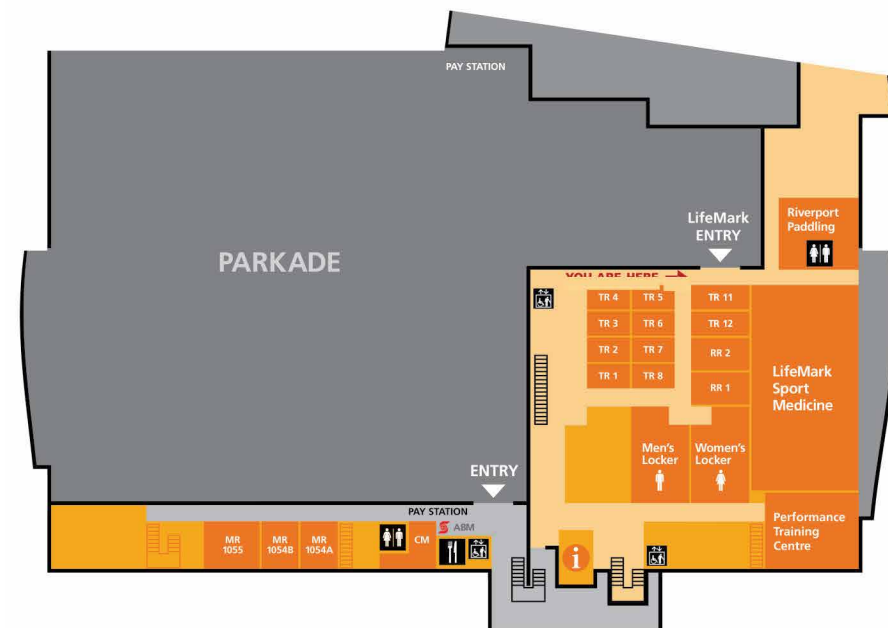 PAY STATION
Riverport
Paddling
LifeMark
ENTRY
PARKADE
YOU ARE HERE
TR 4
TR 5
TR 11
TR 3
TR 6
TR 12
TR 2
TR 7
RR 2
TR 1
TR 8
RR 1
LifeMark
Sport
Medicine
Men's
Locker
Women's
Locker
ENTRY
PAY STATION
ABM
MR
1055
MR
1054B
MR
1054A
CM
i
Performance
Training
Centre